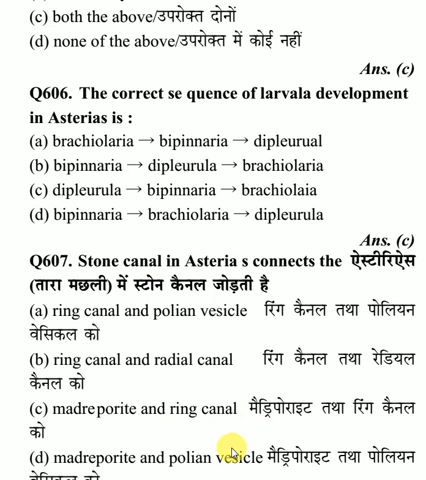 (c) both the above/उपरोक्त दोनों
(d) none of the above/उपरोक्त में कोई नहीं
Ans. (c)
Q606. The correct se quence of larvala development
in Asterias is :
(a) brachiolaria → bipinnaria → dipleurual
(b) bipinnaria → dipleurula → brachiolaria
(c) dipleurula → bipinnaria → brachiolaia
(d) bipinnaria → brachiolaria → dipleurula
Ans. (c)
Q607. Stone canal in Asteria s connects the ऐस्टीरिऐस
(तारा मछली) में स्टोन कैनल जोड़ती है
(a) ring canal and polian vesicle रिंग कैनल तथा पोलियन
वेसिकल को
(b) ring canal and radial canal रिंग कैनल तथा रेडियल
कैनल को
(c) madreporite and ring canal मैड्रिपोराइट तथा रिंग कैनल
को
(d) madreporite and polian vesicle मैड्रिपोराइट तथा पोलियन